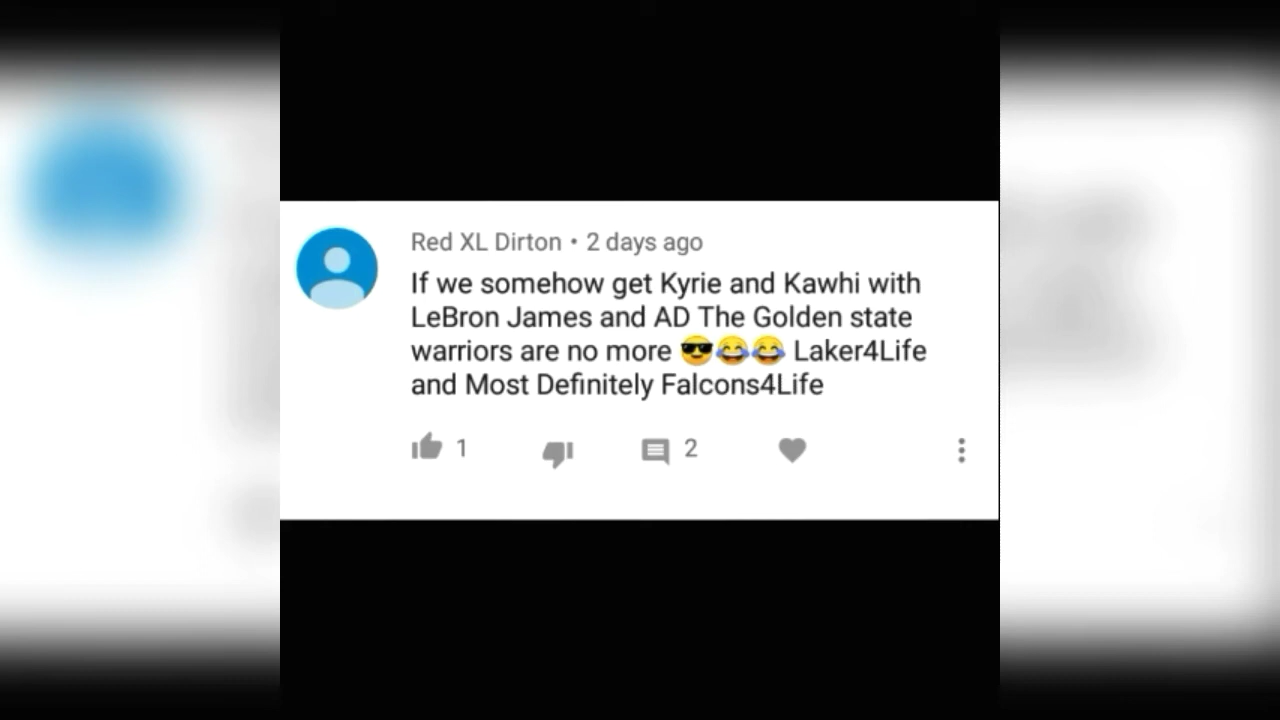 Red XL Dirton • 2 days ago
If we somehow get Kyrie and Kawhi with
LeBron James and AD The Golden state
warriors are no more 😎😂😂 Laker4Life
and Most Definitely Falcons4Life
1 2